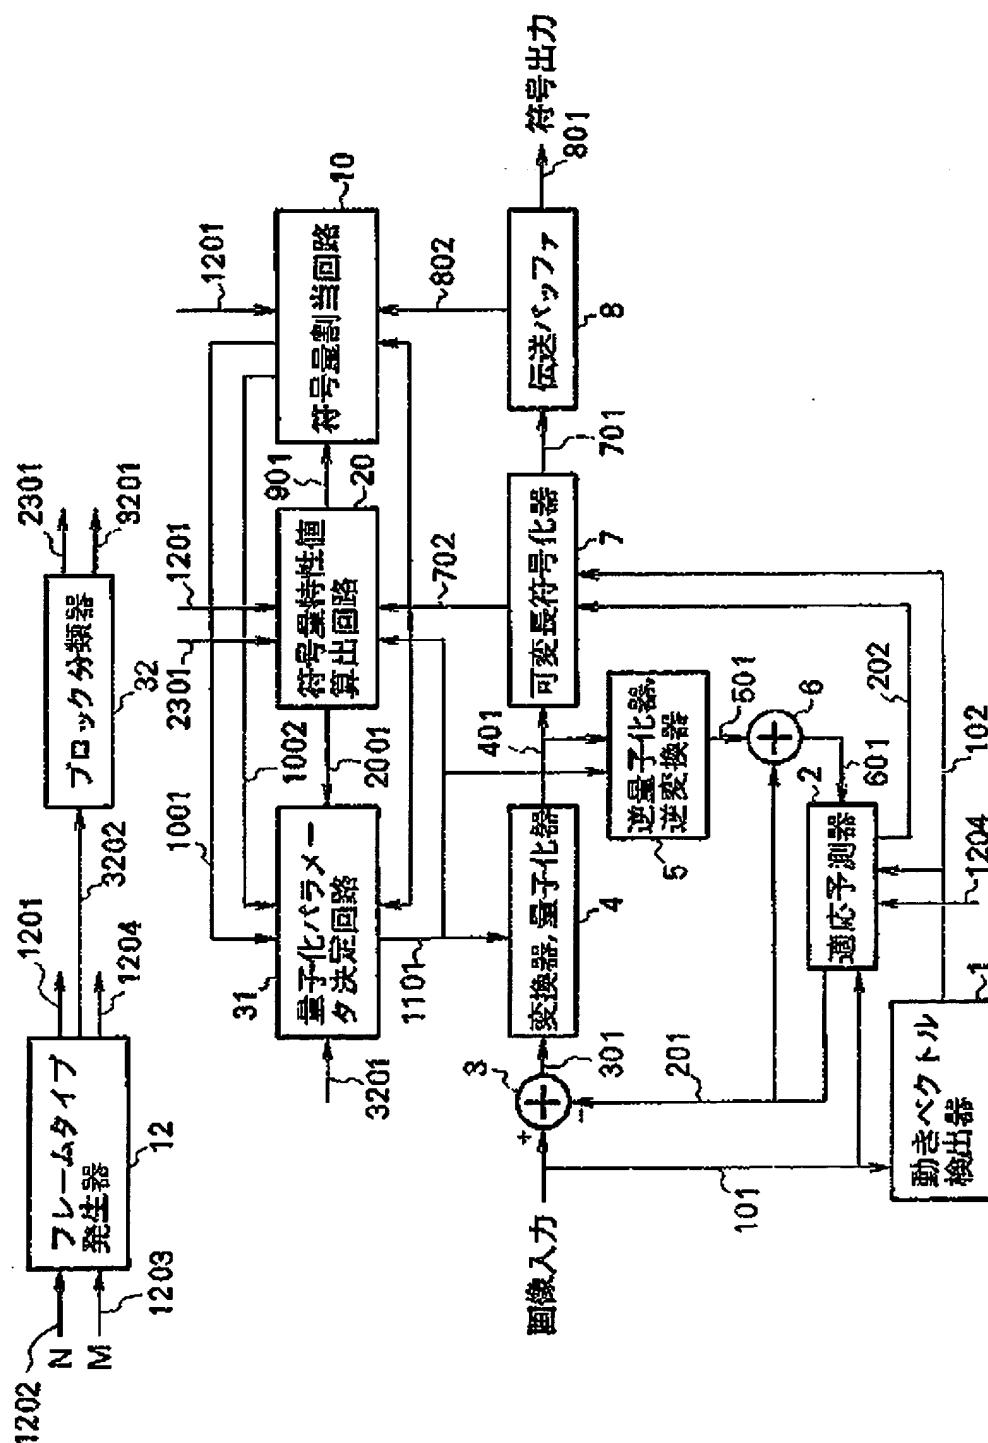 1202
N
M
1203
フレームタイプ
発生器
12
1201
1204
3202
ブロック分類器
32
2301
3201
3201
31
量子化パラメー
タ決定回路
1101
1001
1002
2001
2301
1201
符号量特性値
算出回路
20
702
901
1201
符号量割当回路
10
802
画像入力
101
+
−
3
301
201
変換器,量子化器
4
401
逆量子化器,
逆変換器
5
501
6
601
可変長符号化器
7
701
伝送バッファ
8
801
符号出力
動きベクトル
検出器
1
適応予測器
2
1204
102
202